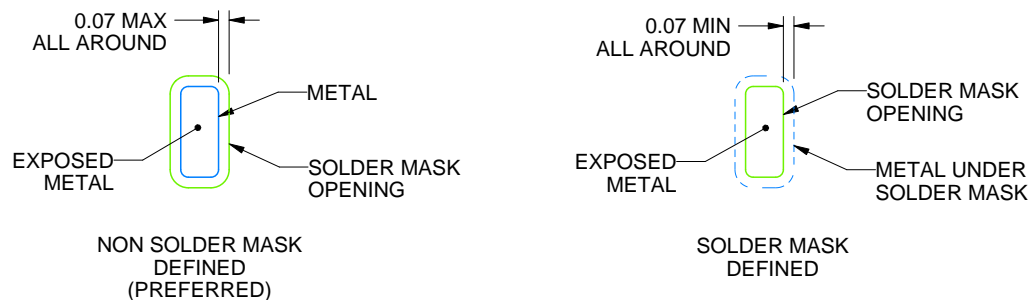 0.07 MAX
ALL AROUND
METAL
EXPOSED
METAL
SOLDER MASK
OPENING
NON SOLDER MASK
DEFINED
(PREFERRED)
0.07 MIN
ALL AROUND
SOLDER MASK
OPENING
EXPOSED
METAL
METAL UNDER
SOLDER MASK
SOLDER MASK
DEFINED